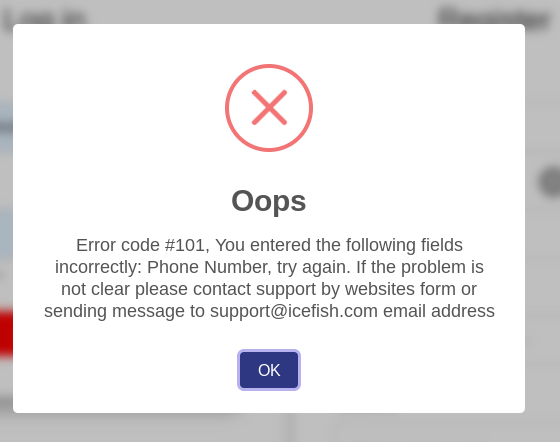 Log in Register
Oops
Error code #101, You entered the following fields
incorrectly: Phone Number, try again. If the problem is
not clear please contact support by websites form or
sending message to support@icefish.com email address
OK